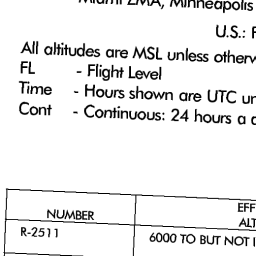 Miami ZMA, Minneapolis
U.S.: F
All altitudes are MSL unless otherw
FL - Flight Level
Time - Hours shown are UTC un
Cont - Continuous: 24 hours a d
EFF
NUMBER ALT
R-2511 6000 TO BUT NOT I